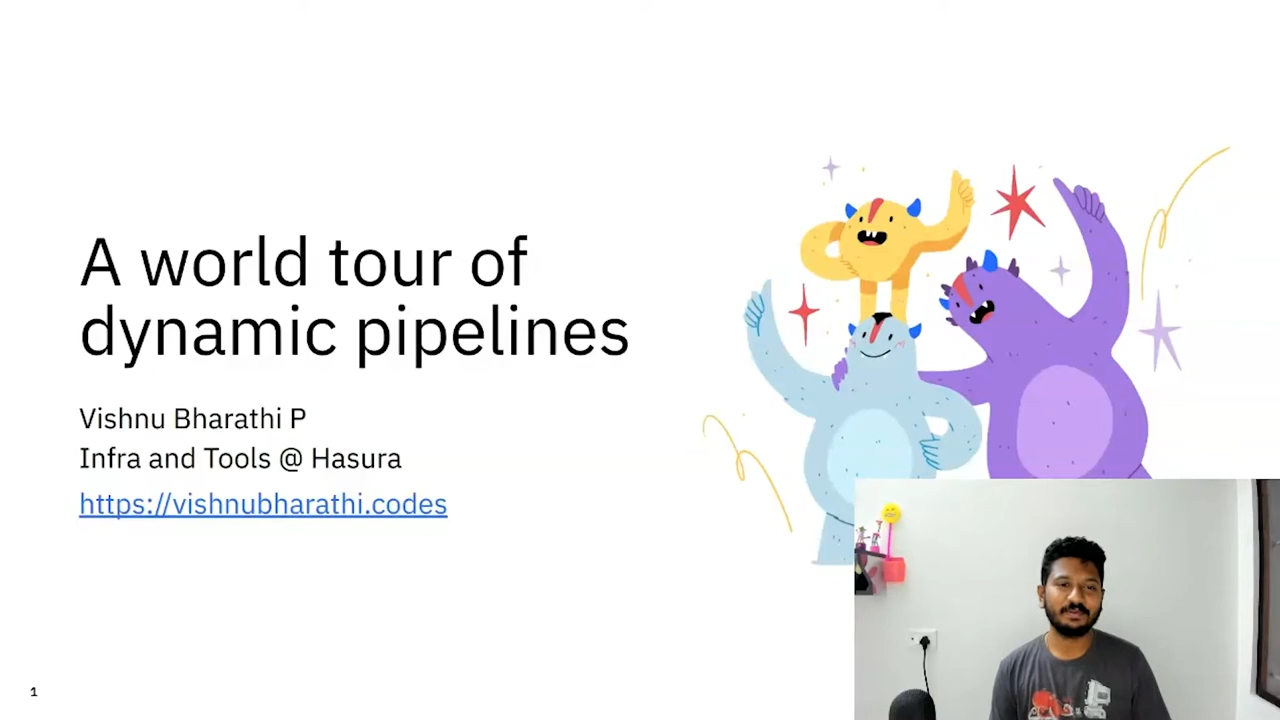 A world tour of
dynamic pipelines
Vishnu Bharathi P
Infra and Tools @ Hasura
https://vishnubharathi.codes
1